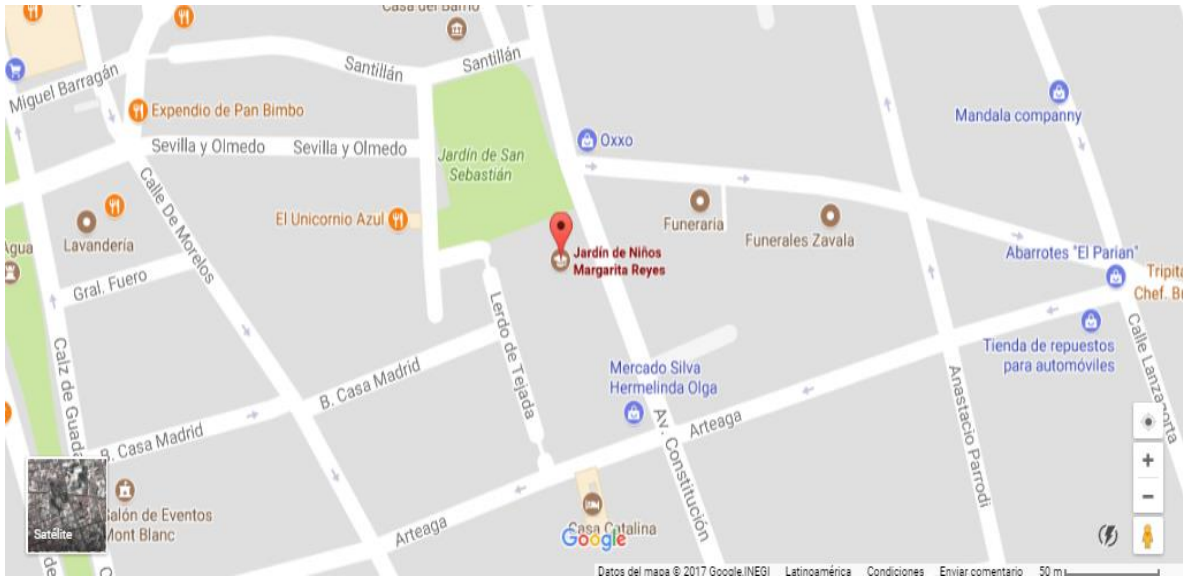 Casa del Barrio
Santillán
Santillán
Miguel Barragán
Expendio de Pan Bimbo
Mandala companny
Sevilla y Olmedo
Sevilla y Olmedo
Oxxo
Jardín de San
Sebastián
Calle De Morelos
El Unicornio Azul
Funeraria
Funerales Zavala
Lavandería
Agua
Jardín de Niños
Margarita Reyes
Abarrotes "El Parian"
Tripita
Chef. Bu
Gral. Fuero
Lerdo de Tejada
Calle Lanzagorta
Tienda de repuestos
para automóviles
Calz de Guada
Mercado Silva
Hermelinda Olga
B. Casa Madrid
Anastacio Parrodi
Arteaga
Av. Constitución
B. Casa Madrid
Salón de Eventos
Mont Blanc
Satélite
Arteaga
Casa Catalina
Google
de
C
Datos del mapa © 2017 Google,INEGI Latinoamérica Condiciones Enviar comentario 50 m